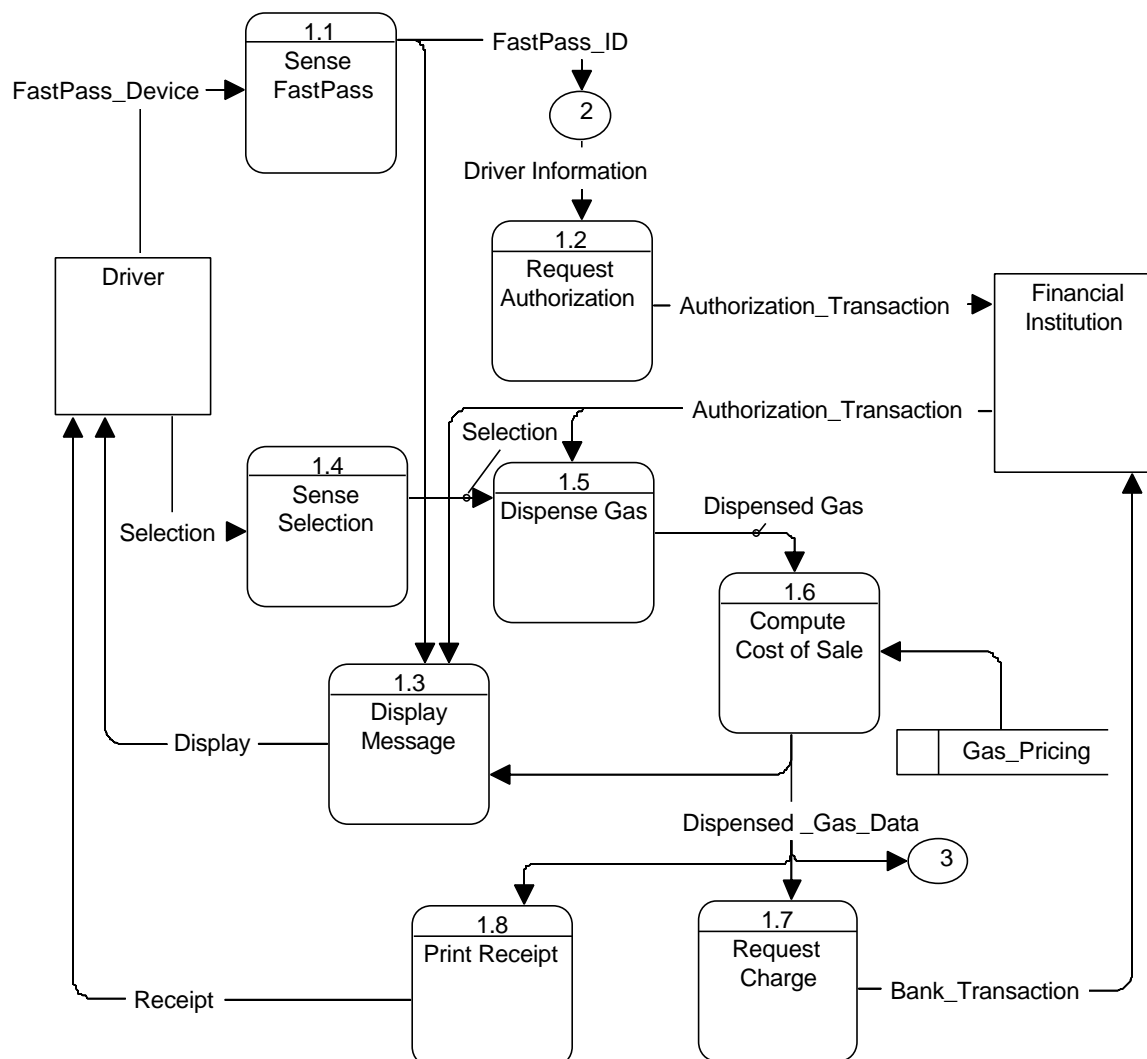 1.1
Sense
FastPass
FastPass_ID
FastPass_Device
2
Driver Information
1.2
Request
Authorization
Driver
Financial
Institution
Authorization_Transaction
Authorization_Transaction
Selection
1.4
Sense
Selection
1.5
Dispense Gas
Dispensed Gas
Selection
1.6
Compute
Cost of Sale
1.3
Display
Message
Display
Gas_Pricing
Dispensed _Gas_Data
3
1.8
Print Receipt
1.7
Request
Charge
Receipt
Bank_Transaction